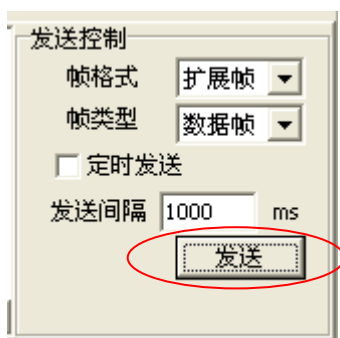 发送控制
帧格式 扩展帧
帧类型 数据帧
定时发送
发送间隔 1000 ms
发送